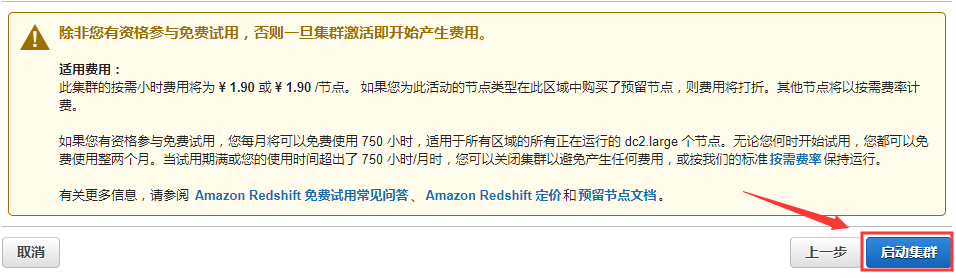 除非您有资格参与免费试用，否则一旦集群激活即开始产生费用。
适用费用：
此集群的按需小时费用将为 ¥ 1.90 或 ¥ 1.90 /节点。 如果您为此活动的节点类型在此区域中购买了预留节点，则费用将打折。其他节点将以按需费率计
费。
如果您有资格参与免费试用，您每月将可以免费使用 750 小时，适用于所有区域的所有正在运行的 dc2.large 个节点。无论您何时开始试用，您都可以免
费使用整两个月。当试用期满或您的使用时间超出了 750 小时/月时，您可以关闭集群以避免产生任何费用，或按我们的标准 按需费率 保持运行。
有关更多信息，请参阅 Amazon Redshift 免费试用常见问答 、Amazon Redshift 定价 和 预留节点文档 。
取消
上一步
启动集群